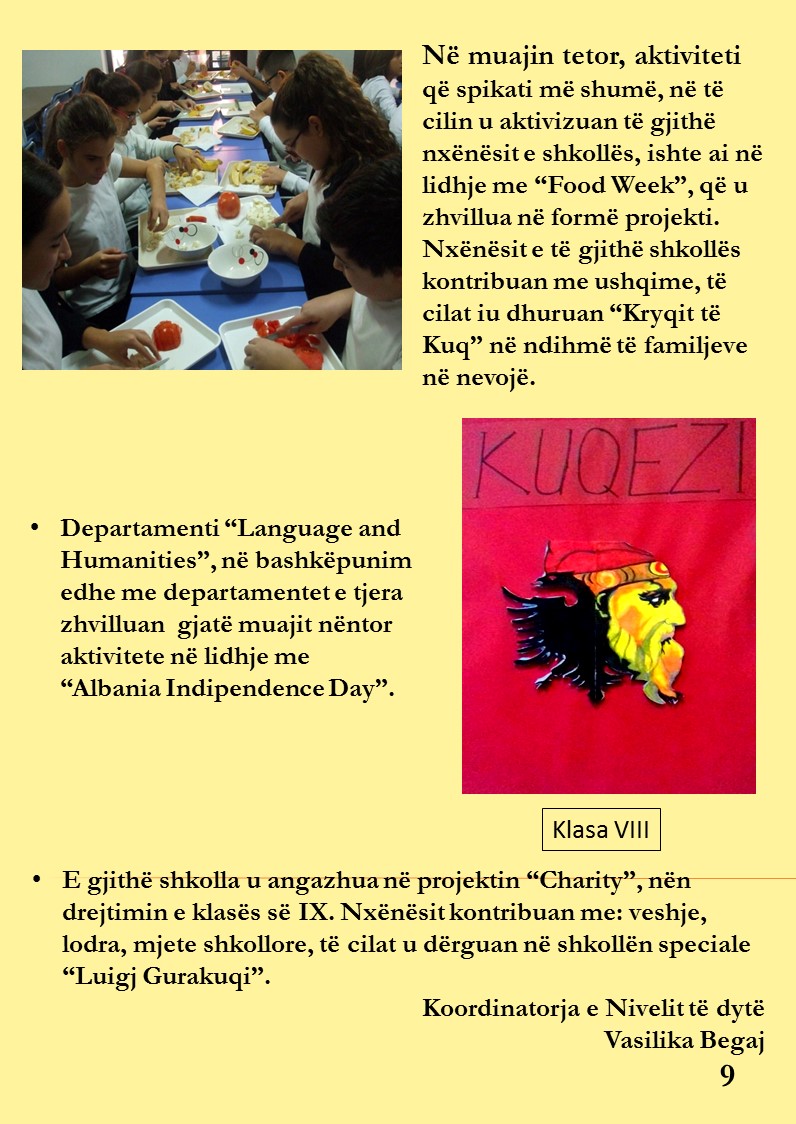 Në muajin tetor, aktiviteti
që spikati më shumë, në të
cilin u aktivizuan të gjithë
nxënësit e shkollës, ishte ai në
lidhje me “Food Week”, që u
zhvillua në formë projekti.
Nxënësit e të gjithë shkollës
kontribuan me ushqime, të
cilat iu dhuruan “Kryqit të
Kuq” në ndihmë të familjeve
në nevojë.
KUQEZI
• Departamenti “Language and
Humanities”, në bashkëpunim
edhe me departamentet e tjera
zhvilluan gjatë muajit nëntor
aktivitete në lidhje me
“Albania Indipendence Day”.
Klasa VIII
• E gjithë shkolla u angazhua në projektin “Charity”, nën
drejtimin e klasës së IX. Nxënësit kontribuan me: veshje,
lodra, mjete shkollore, të cilat u dërguan në shkollën speciale
“Luigj Gurakuqi”.
Koordinatorja e Nivelit të dytë
Vasilika Begaj
9